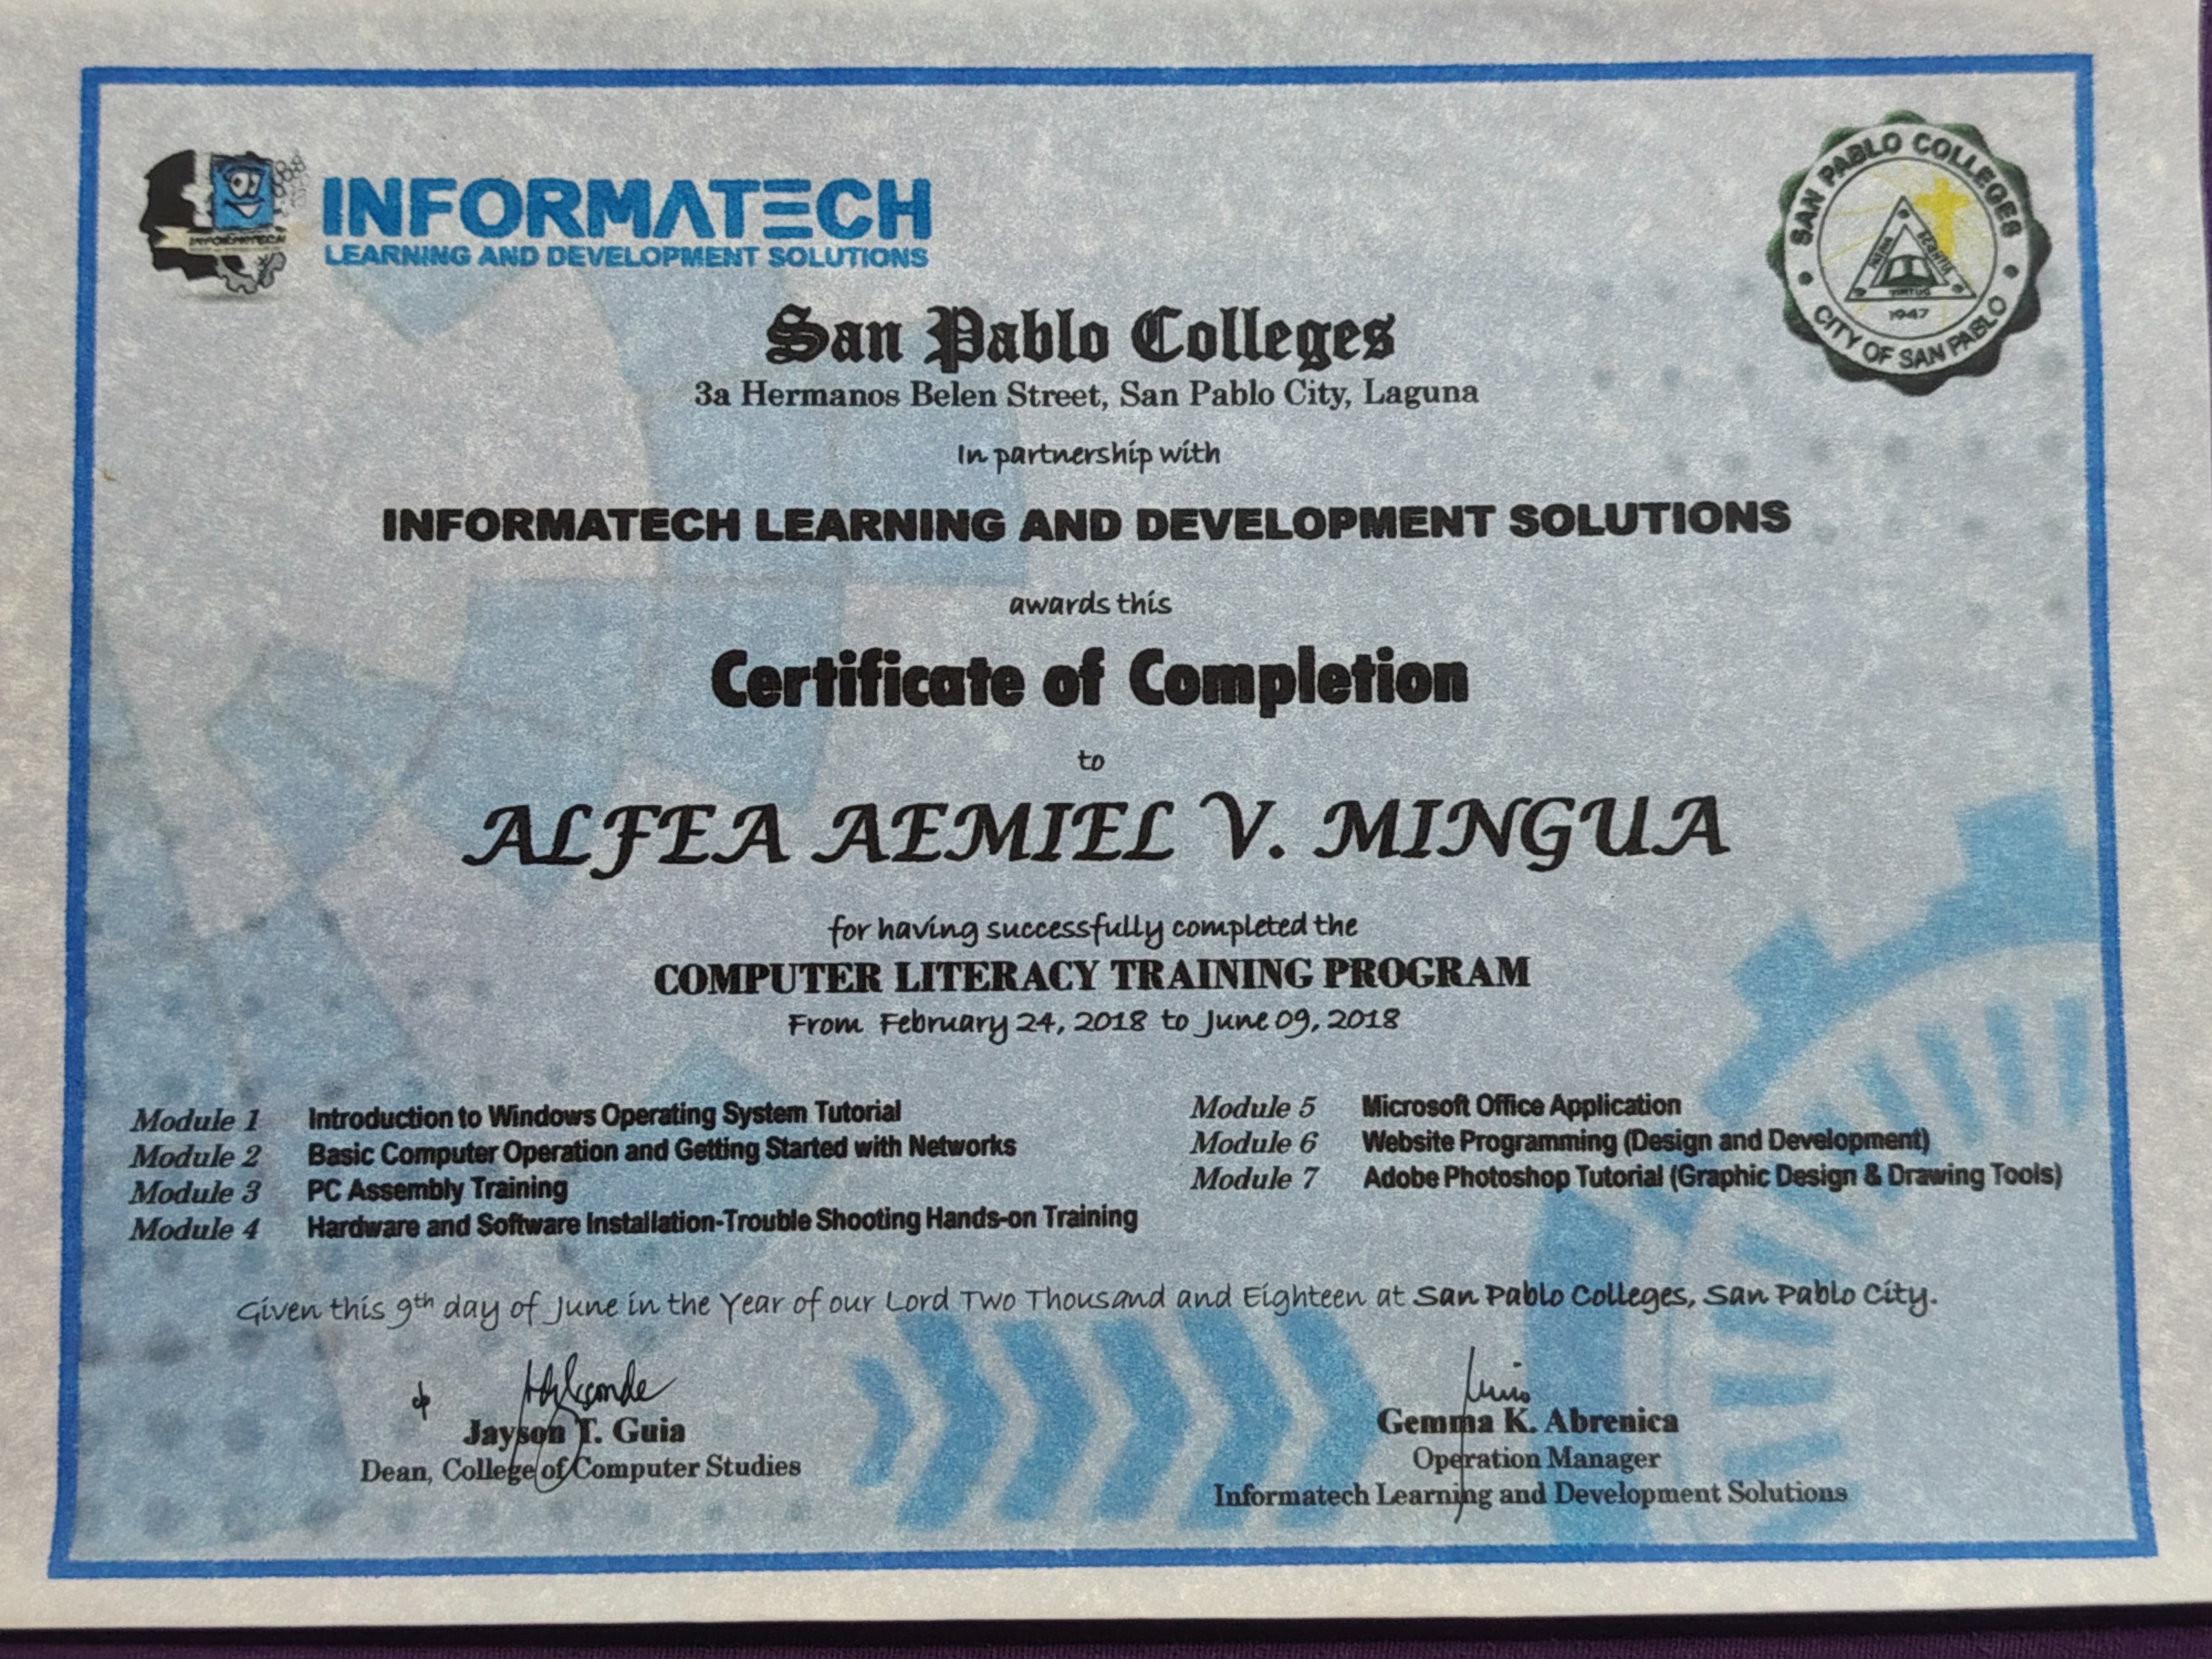 INFORMATECH
LEARNING AND DEVELOPMENT SOLUTIONS
INFORMATECH
SAN PABLO COLLEGES
CITY OF SAN PABLO
VIRTUS
1947
San Pablo Colleges
3a Hermanos Belen Street, San Pablo City, Laguna
In partnership with
INFORMATECH LEARNING AND DEVELOPMENT SOLUTIONS
awards this
Certificate of Completion
to
ALFEA AEMIEL V. MINGUA
for having successfully completed the
COMPUTER LITERACY TRAINING PROGRAM
From February 24, 2018 to June 09, 2018
Module 1 Introduction to Windows Operating System Tutorial
Module 2 Basic Computer Operation and Getting Started with Networks
Module 3 PC Assembly Training
Module 4 Hardware and Software Installation-Trouble Shooting Hands-on Training
Module 5 Microsoft Office Application
Module 6 Website Programming (Design and Development)
Module 7 Adobe Photoshop Tutorial (Graphic Design & Drawing Tools)
Given this 9th day of June in the Year of our Lord Two Thousand and Eighteen at San Pablo Colleges, San Pablo City.
Jayson T. Guia
Dean, College of Computer Studies
Gemma K. Abrenica
Operation Manager
Informatech Learning and Development Solutions